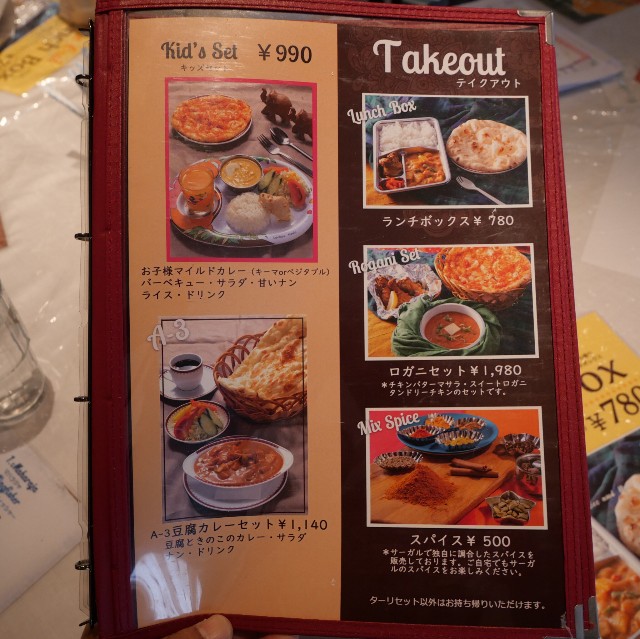 Kid's Set ¥990
キッズセット
お子様マイルドカレー (キーマorベジタブル)
バーベキュー・サラダ・甘いナン
ライス・ドリンク
A-3
A-3豆腐カレーセット¥1,140
豆腐ときのこのカレー・サラダ
ナン・ドリンク
Takeout
テイクアウト
Lunch Box
ランチボックス¥ 780
Rogani Set
ロガニセット¥1,980
*チキンバターマサラ・スイートロガニ
タンドリーチキンのセットです。
Mix Spice
スパイス¥ 500
*サーガルで独自に調合したスパイスを
販売しております。ご自宅でもサーガ
ルのスパイスをお楽しみください。
ターリセット以外はお持ち帰りいただけます。
BOX
¥780